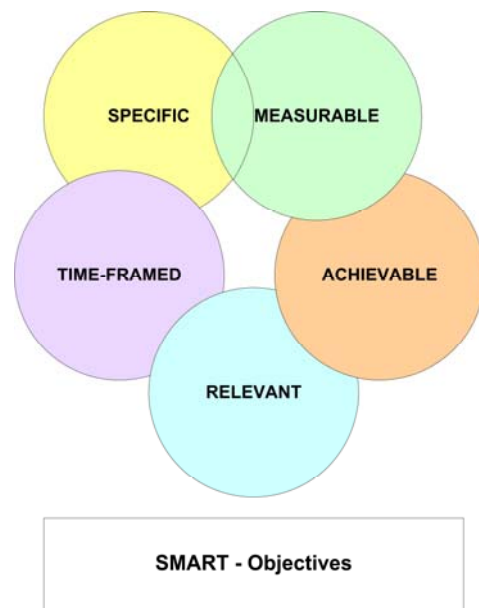 SPECIFIC
MEASURABLE
TIME-FRAMED
ACHIEVABLE
RELEVANT
SMART - Objectives